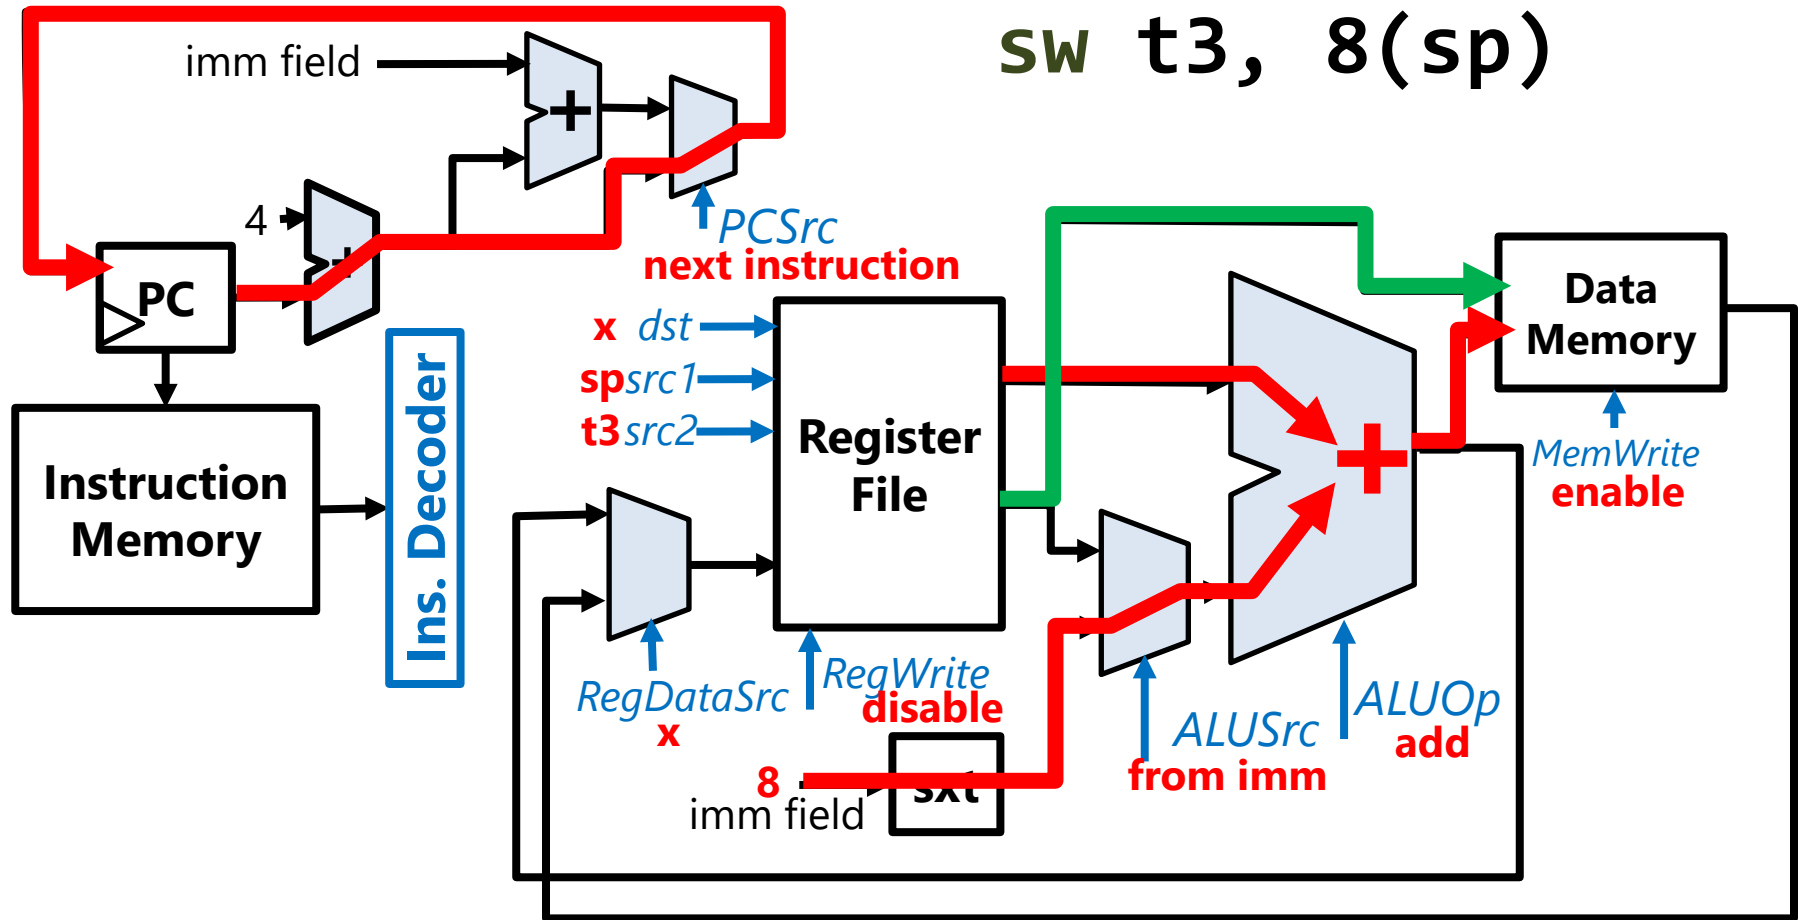 sw t3, 8(sp)
imm field
+
4
+
PCSrc
next instruction
PC
x dst
sp src1
t3 src2
Data
Memory
Register
File
Instruction
Memory
Ins. Decoder
+
MemWrite
enable
RegDataSrc
x
RegWrite
disable
ALUSrc
from imm
ALUOp
add
8
imm field
sxt